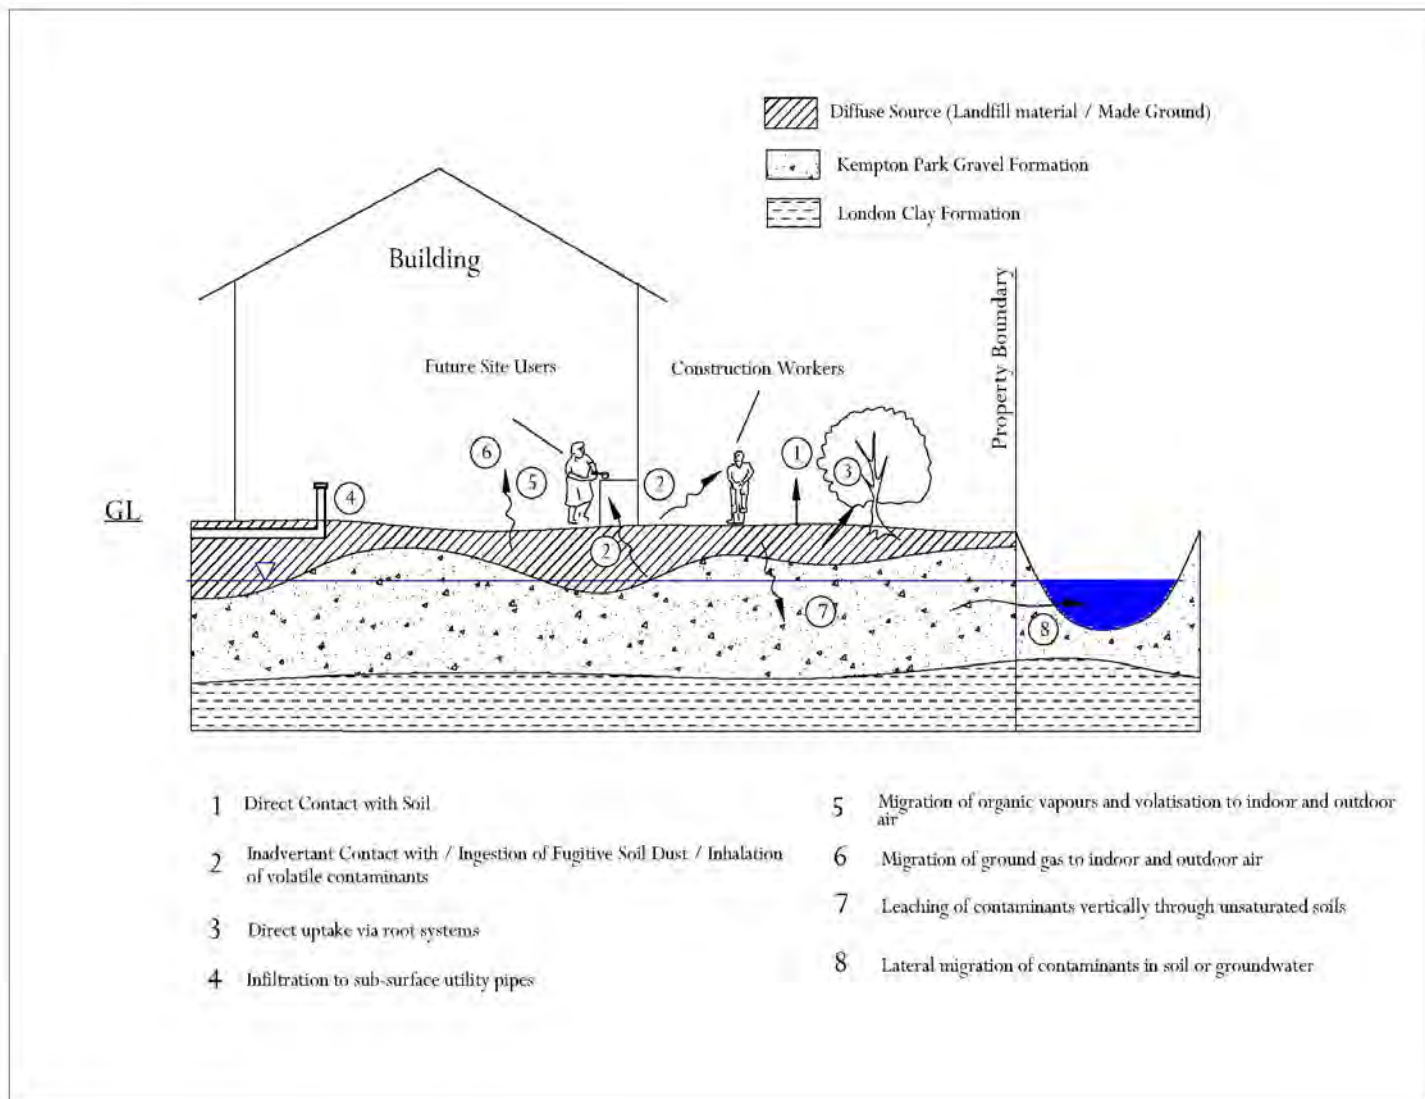 Diffuse Source (Landfill material / Made Ground)
Kempton Park Gravel Formation
London Clay Formation
Building
Property Boundary
Future Site Users
Construction Workers
6
5
2
1
3
4
GL
2
7
8
1 Direct Contact with Soil
2 Inadvertant Contact with / Ingestion of Fugitive Soil Dust / Inhalation
of volatile contaminants
3 Direct uptake via root systems
4 Infiltration to sub-surface utility pipes
5 Migration of organic vapours and volatisation to indoor and outdoor
air
6 Migration of ground gas to indoor and outdoor air
7 Leaching of contaminants vertically through unsaturated soils
8 Lateral migration of contaminants in soil or groundwater